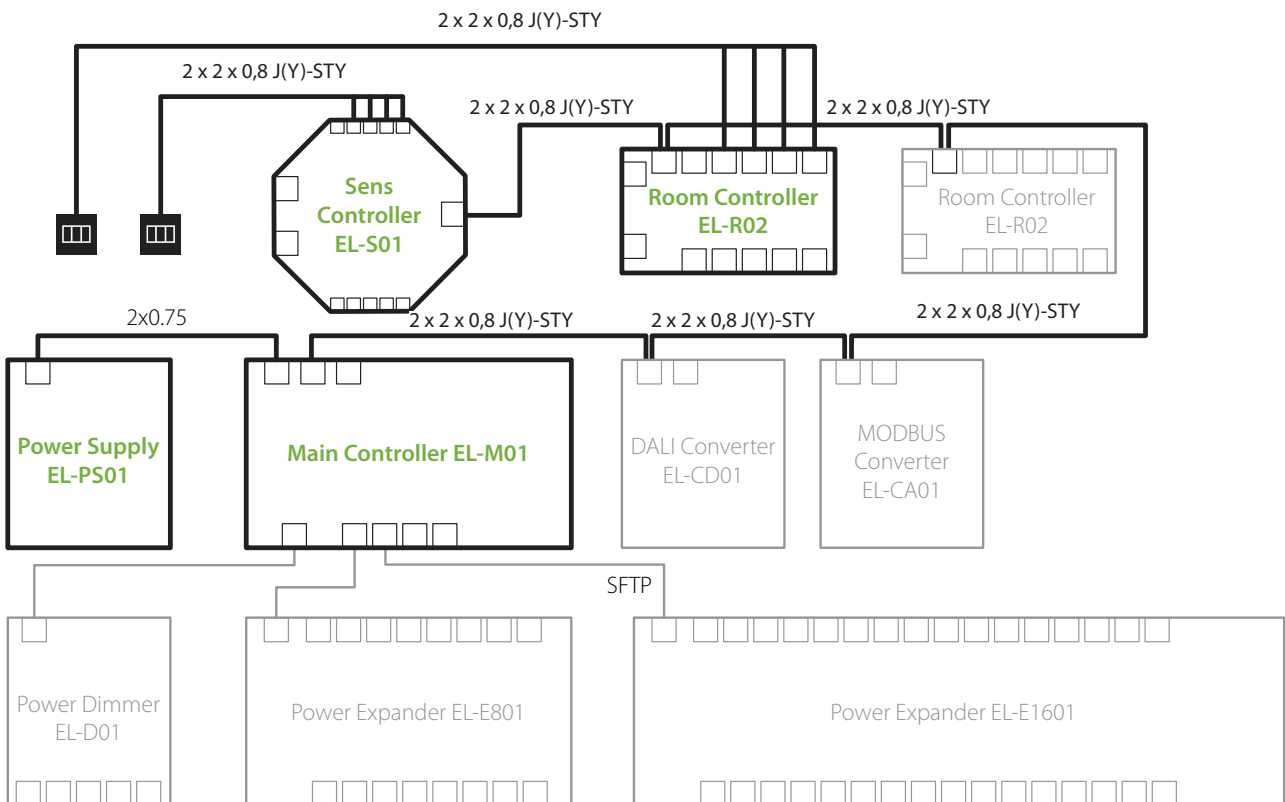 2 x 2 x 0,8 J(Y)-STY
2 x 2 x 0,8 J(Y)-STY
2 x 2 x 0,8 J(Y)-STY
2 x 2 x 0,8 J(Y)-STY
Sens
Controller
EL-S01
Room Controller
EL-R02
Room Controller
EL-R02
2x0.75
2 x 2 x 0,8 J(Y)-STY
2 x 2 x 0,8 J(Y)-STY
2 x 2 x 0,8 J(Y)-STY
Power Supply
EL-PS01
Main Controller EL-M01
DALI Converter
EL-CD01
MODBUS
Converter
EL-CA01
SFTP
Power Dimmer
EL-D01
Power Expander EL-E801
Power Expander EL-E1601